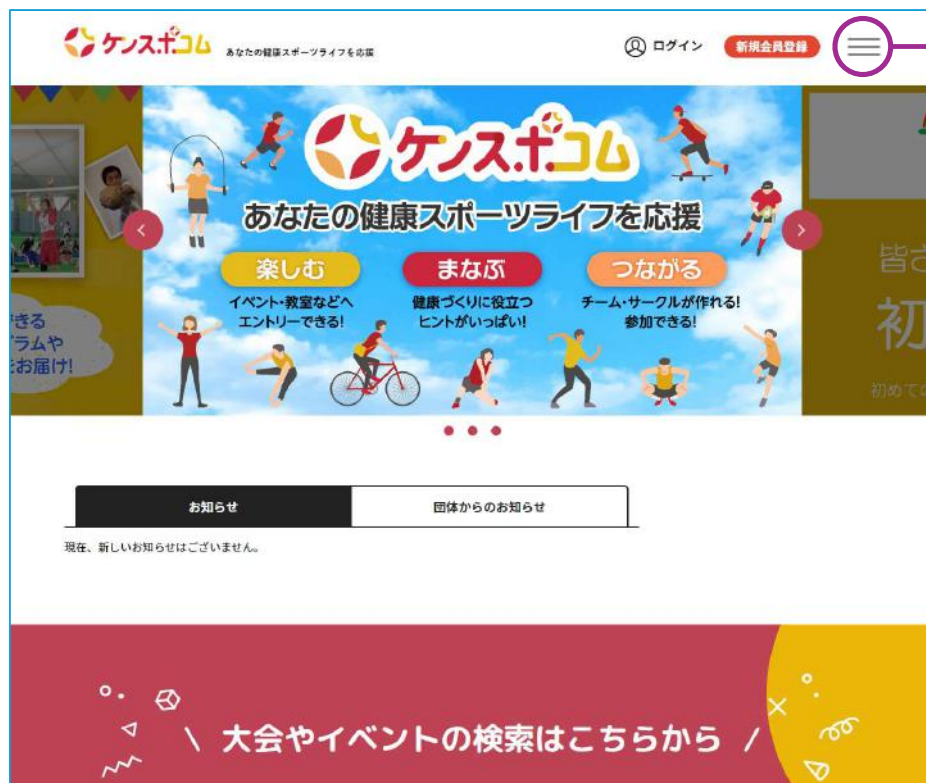 ケンスポコム
あなたの健康スポーツライフを応援
ログイン
新規会員登録
ケンスポコム
あなたの健康スポーツライフを応援
楽しむ
まなぶ
つながる
イベント・教室などへ
エントリーできる!
健康づくりに役立つ
ヒントがいっぱい!
チーム・サークルが作れる!
参加できる!
できる
ラムや
をお届け!
皆さ
初
初めての
お知らせ
団体からのお知らせ
現在、新しいお知らせはございません。
\ 大会やイベントの検索はこちらから /